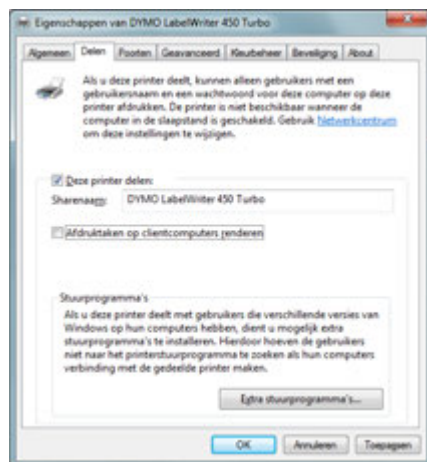 Eigenschappen van DYMO LabelWriter 450 Turbo
Algemeen Delen Poorten Geavanceerd Kleurbeheer Beveiliging About
Als u deze printer deelt, kunnen alleen gebruikers met een
gebruikersnaam en een wachtwoord voor deze computer op deze
printer afdrukken. De printer is niet beschikbaar wanneer de
computer in de slaapstand is geschakeld. Gebruik Netwerkcentrum
om deze instellingen te wijzigen.
Deze printer delen:
Sharenaam: DYMO LabelWriter 450 Turbo
Afdruktaken op clientcomputers renderen
Stuurprogramma's
Als u deze printer deelt met gebruikers die verschillende versies van
Windows op hun computers hebben, dient u mogelijk extra
stuurprogramma's te installeren. Hierdoor hoeven de gebruikers
niet naar het printerstuurprogramma te zoeken als hun computers
verbinding met de gedeelde printer maken.
Extra stuurprogramma's...
OK Annuleren Toepassen